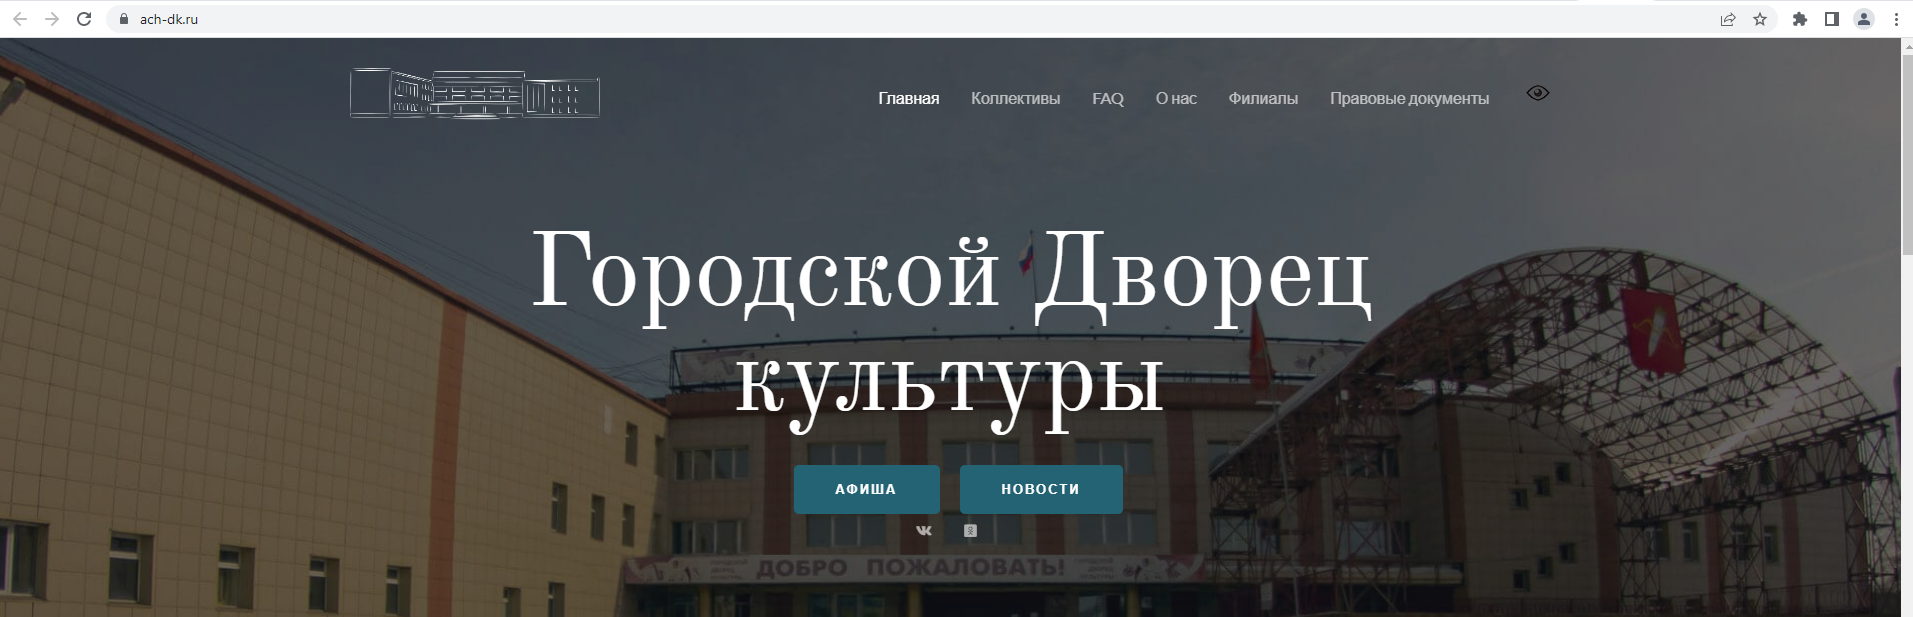 ach-dk.ru
Главная Коллективы FAQ О нас Филиалы Правовые документы
Городской Дворец
культуры
АФИША НОВОСТИ
ДОБРО ПОЖАЛОВАТЬ!